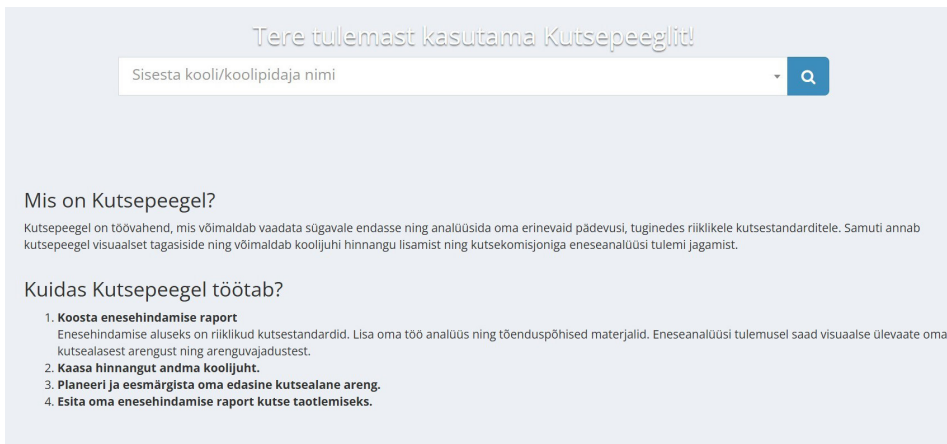 Tere tulemast kasutama Kutsepeeglit!
Sisesta kooli/koolipidaja nimi
Mis on Kutsepeegel?
Kutsepeegel on töövahend, mis võimaldab vaadata sügavale endasse ning analüüsida oma erinevaid pädevusi, tuginedes riiklikele kutsestandarditele. Samuti annab
kutsepeegel visuaalset tagasiside ning võimaldab koolijuhi hinnangu lisamist ning kutsekomisjoniga eneseanalüüsi tulemi jagamist.
Kuidas Kutsepeegel töötab?
1. Koosta enesehindamise raport
Enesehindamise aluseks on riiklikud kutsestandardid. Lisa oma töö analüüs ning tõenduspõhised materjalid. Eneseanalüüsi tulemusel saad visuaalse ülevaate oma
kutsealasest arengust ning arenguvajadustest.
2. Kaasa hinnangut andma koolijuht.
3. Planeeri ja eesmärgista oma edasine kutsealane areng.
4. Esita oma enesehindamise raport kutse taotlemiseks.